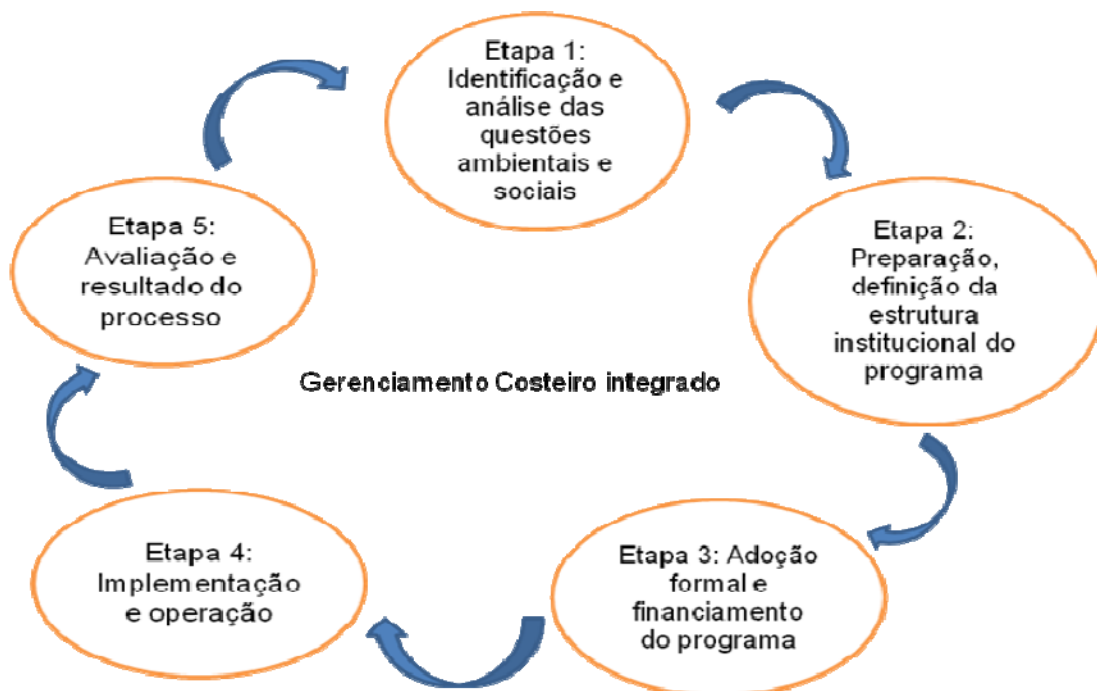 Etapa 1:
Identificação e
análise das
questões
ambientais e
sociais
Etapa 2:
Preparação,
definição da
estrutura
institucional do
programa
Etapa 3: Adoção
formal e
financiamento
do programa
Etapa 4:
Implementação
e operação
Etapa 5:
Avaliação e
resultado do
processo
Gerenciamento Costeiro integrado